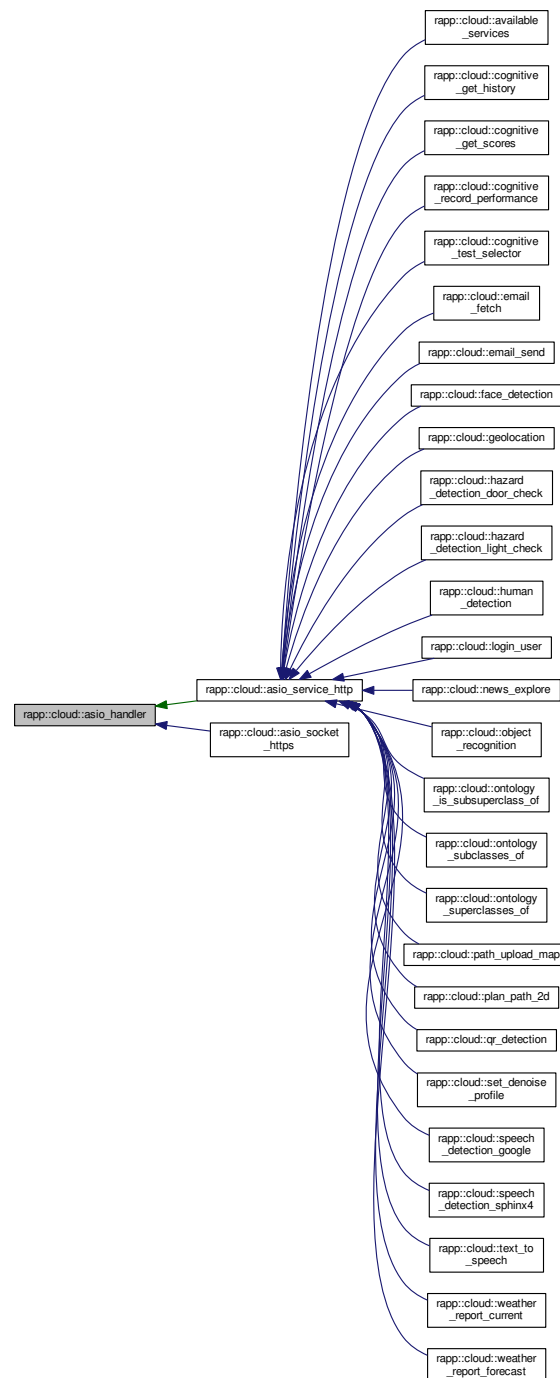 rapp::cloud::available
_services
rapp::cloud::cognitive
_get_history
rapp::cloud::cognitive
_get_scores
rapp::cloud::cognitive
_record_performance
rapp::cloud::cognitive
_test_selector
rapp::cloud::email
_fetch
rapp::cloud::email_send
rapp::cloud::face_detection
rapp::cloud::geolocation
rapp::cloud::hazard
_detection_door_check
rapp::cloud::hazard
_detection_light_check
rapp::cloud::human
_detection
rapp::cloud::login_user
rapp::cloud::asio_service_http
rapp::cloud::news_explore
rapp::cloud::asio_handler
rapp::cloud::asio_socket
_https
rapp::cloud::object
_recognition
rapp::cloud::ontology
_is_subsuperclass_of
rapp::cloud::ontology
_subclasses_of
rapp::cloud::ontology
_superclasses_of
rapp::cloud::path_upload_map
rapp::cloud::plan_path_2d
rapp::cloud::qr_detection
rapp::cloud::set_denoise
_profile
rapp::cloud::speech
_detection_google
rapp::cloud::speech
_detection_sphinx4
rapp::cloud::text_to
_speech
rapp::cloud::weather
_report_current
rapp::cloud::weather
_report_forecast